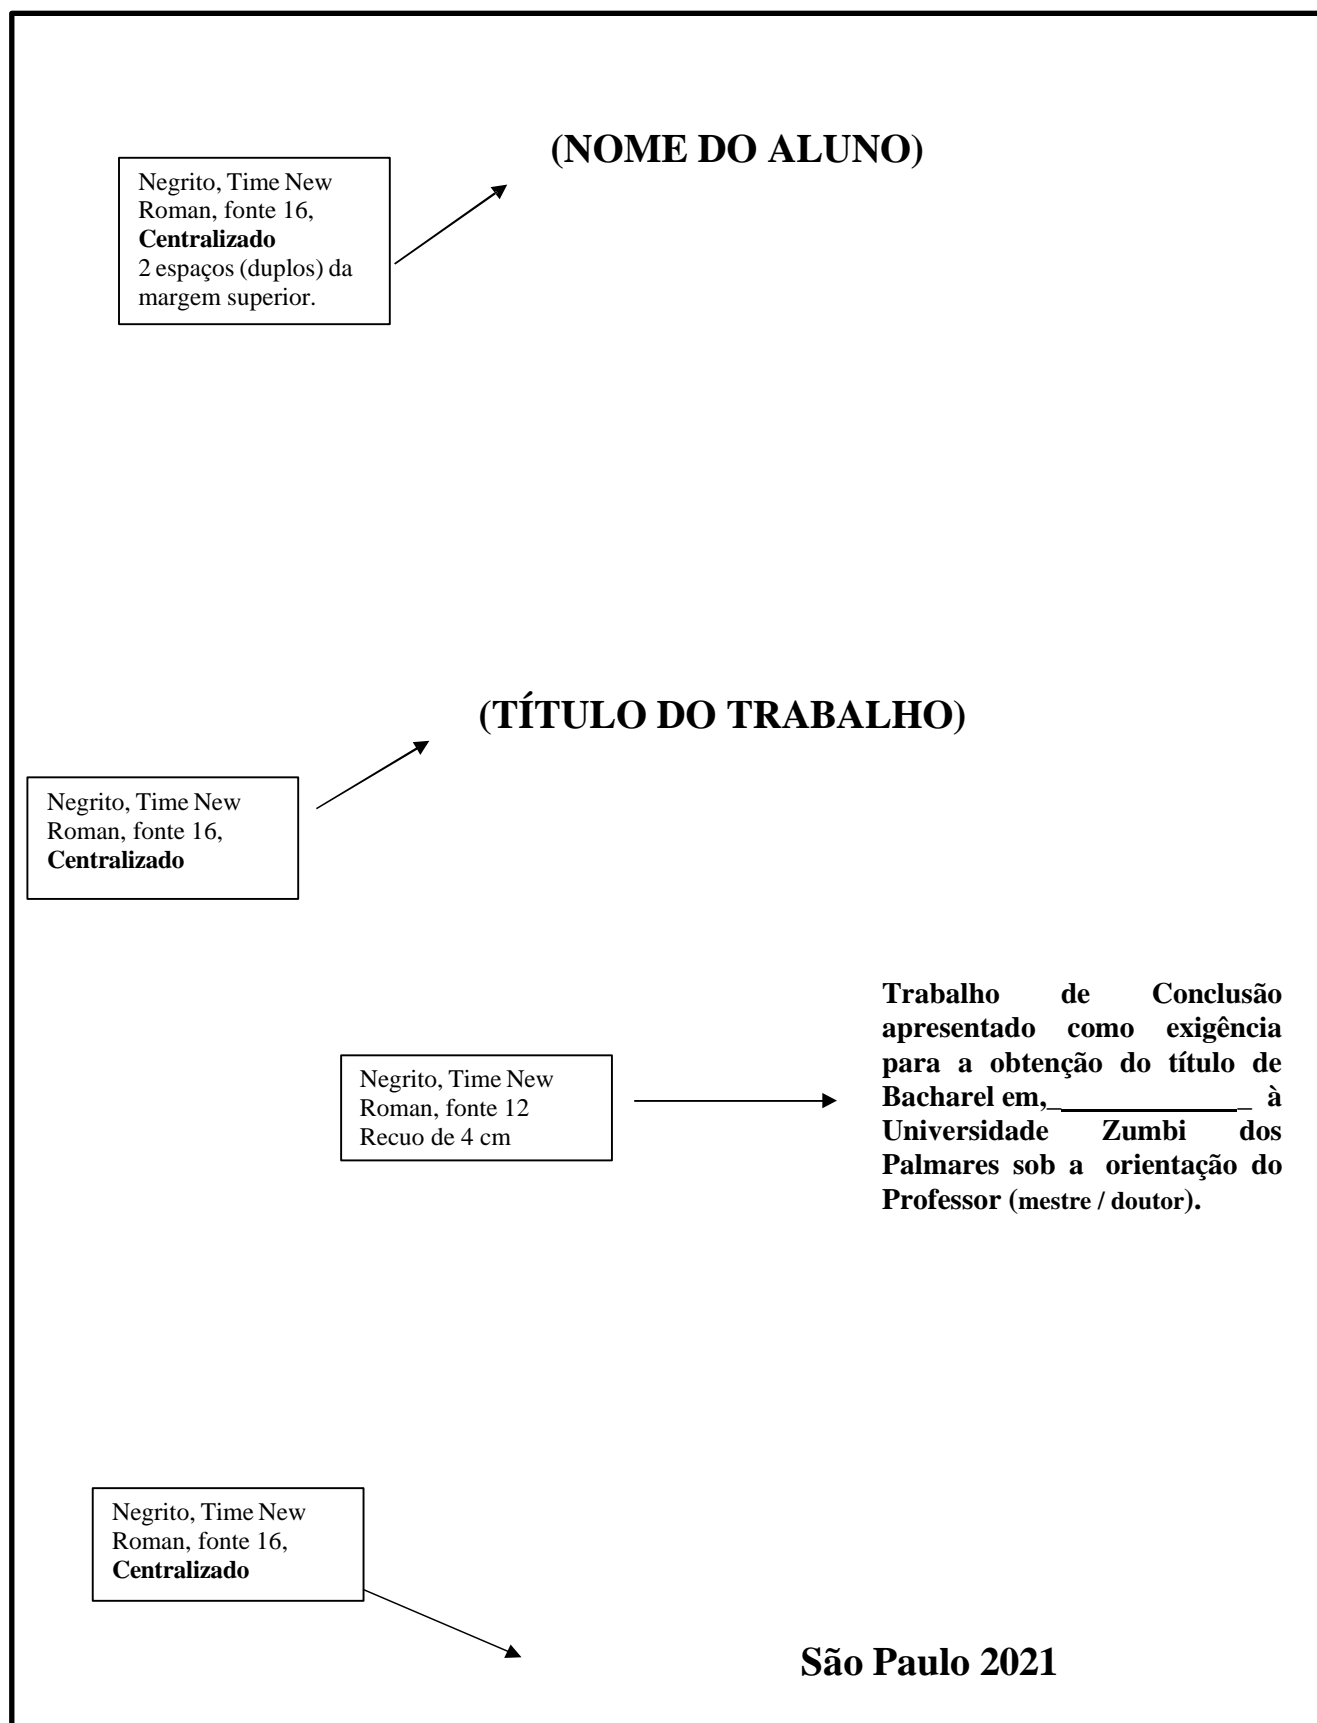 (NOME DO ALUNO)
Negrito, Time New
Roman, fonte 16,
Centralizado
2 espaços (duplos) da
margem superior.
(TÍTULO DO TRABALHO)
Negrito, Time New
Roman, fonte 16,
Centralizado
Trabalho de Conclusão
apresentado como exigência
para a obtenção do título de
Bacharel em,______________ à
Universidade Zumbi dos
Palmares sob a orientação do
Professor (mestre / doutor).
Negrito, Time New
Roman, fonte 12
Recuo de 4 cm
Negrito, Time New
Roman, fonte 16,
Centralizado
São Paulo 2021